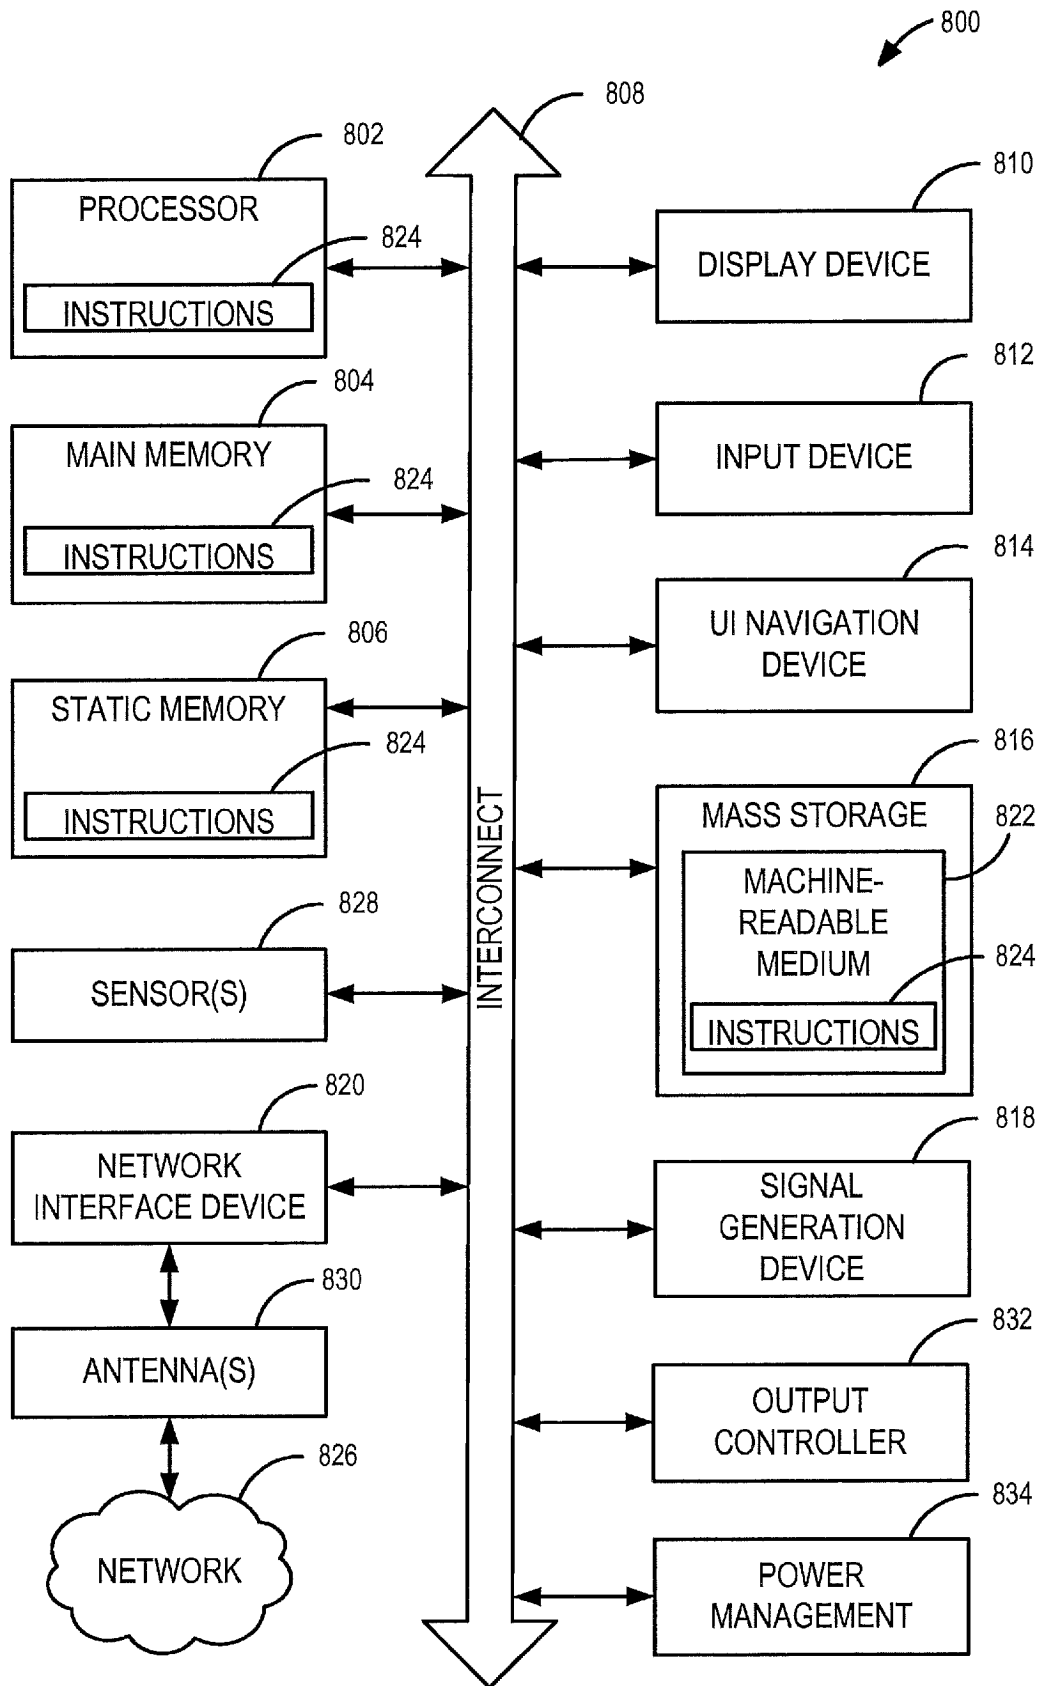 800
808
802
PROCESSOR
824
INSTRUCTIONS
804
MAIN MEMORY
824
INSTRUCTIONS
806
STATIC MEMORY
824
INSTRUCTIONS
828
SENSOR(S)
820
NETWORK
INTERFACE DEVICE
830
ANTENNA(S)
826
NETWORK
INTERCONNECT
810
DISPLAY DEVICE
812
INPUT DEVICE
814
UI NAVIGATION
DEVICE
816
MASS STORAGE
822
MACHINE-
READABLE
MEDIUM
824
INSTRUCTIONS
818
SIGNAL
GENERATION
DEVICE
832
OUTPUT
CONTROLLER
834
POWER
MANAGEMENT